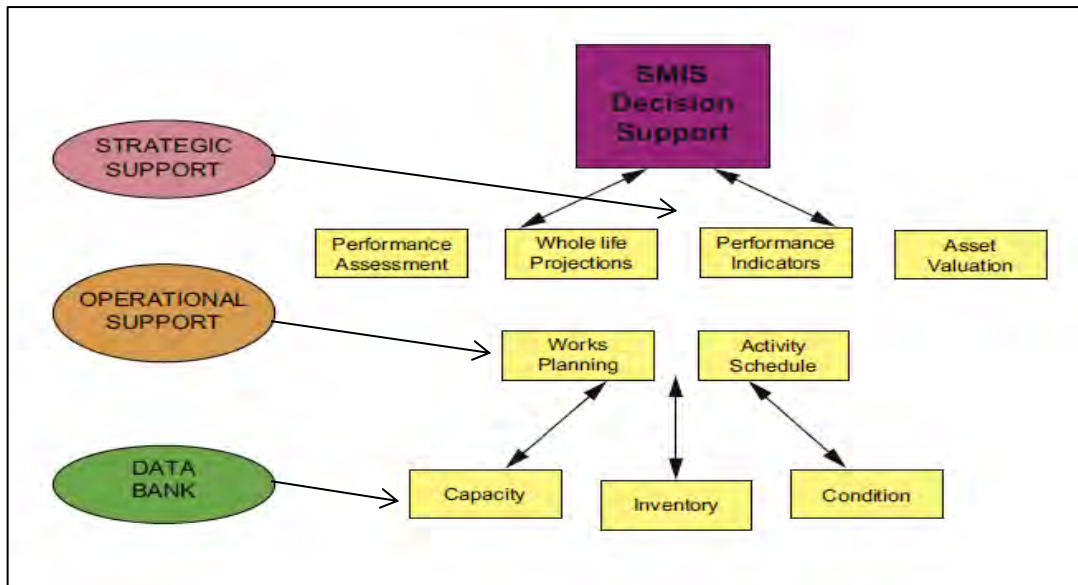 SMIS
Decision
Support
STRATEGIC
SUPPORT
Performance
Assessment
Whole life
Projections
Performance
Indicators
Asset
Valuation
OPERATIONAL
SUPPORT
Works
Planning
Activity
Schedule
DATA
BANK
Capacity
Inventory
Condition